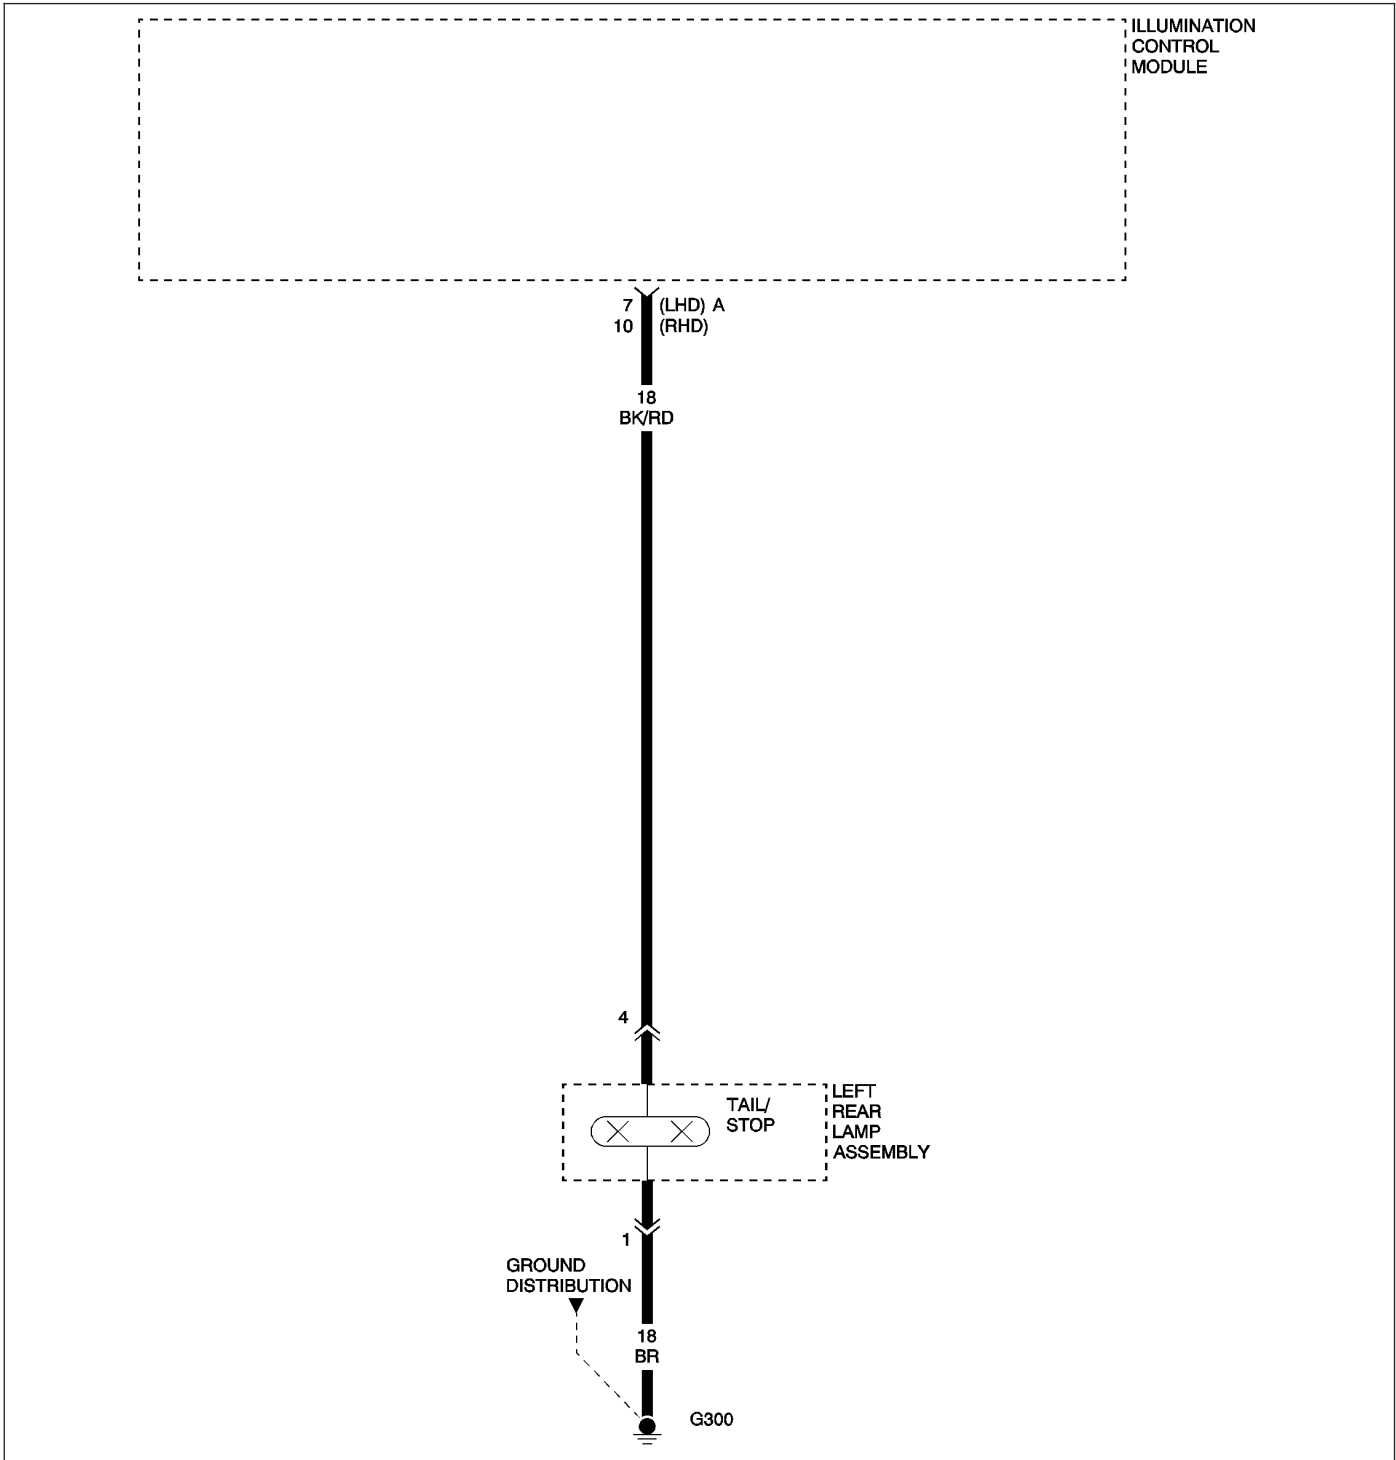 ILLUMINATION
CONTROL
MODULE
7 (LHD) A
10 (RHD)
18
BK/RD
4
TAIL/
STOP
LEFT
REAR
LAMP
ASSEMBLY
1
GROUND
DISTRIBUTION
18
BR
G300